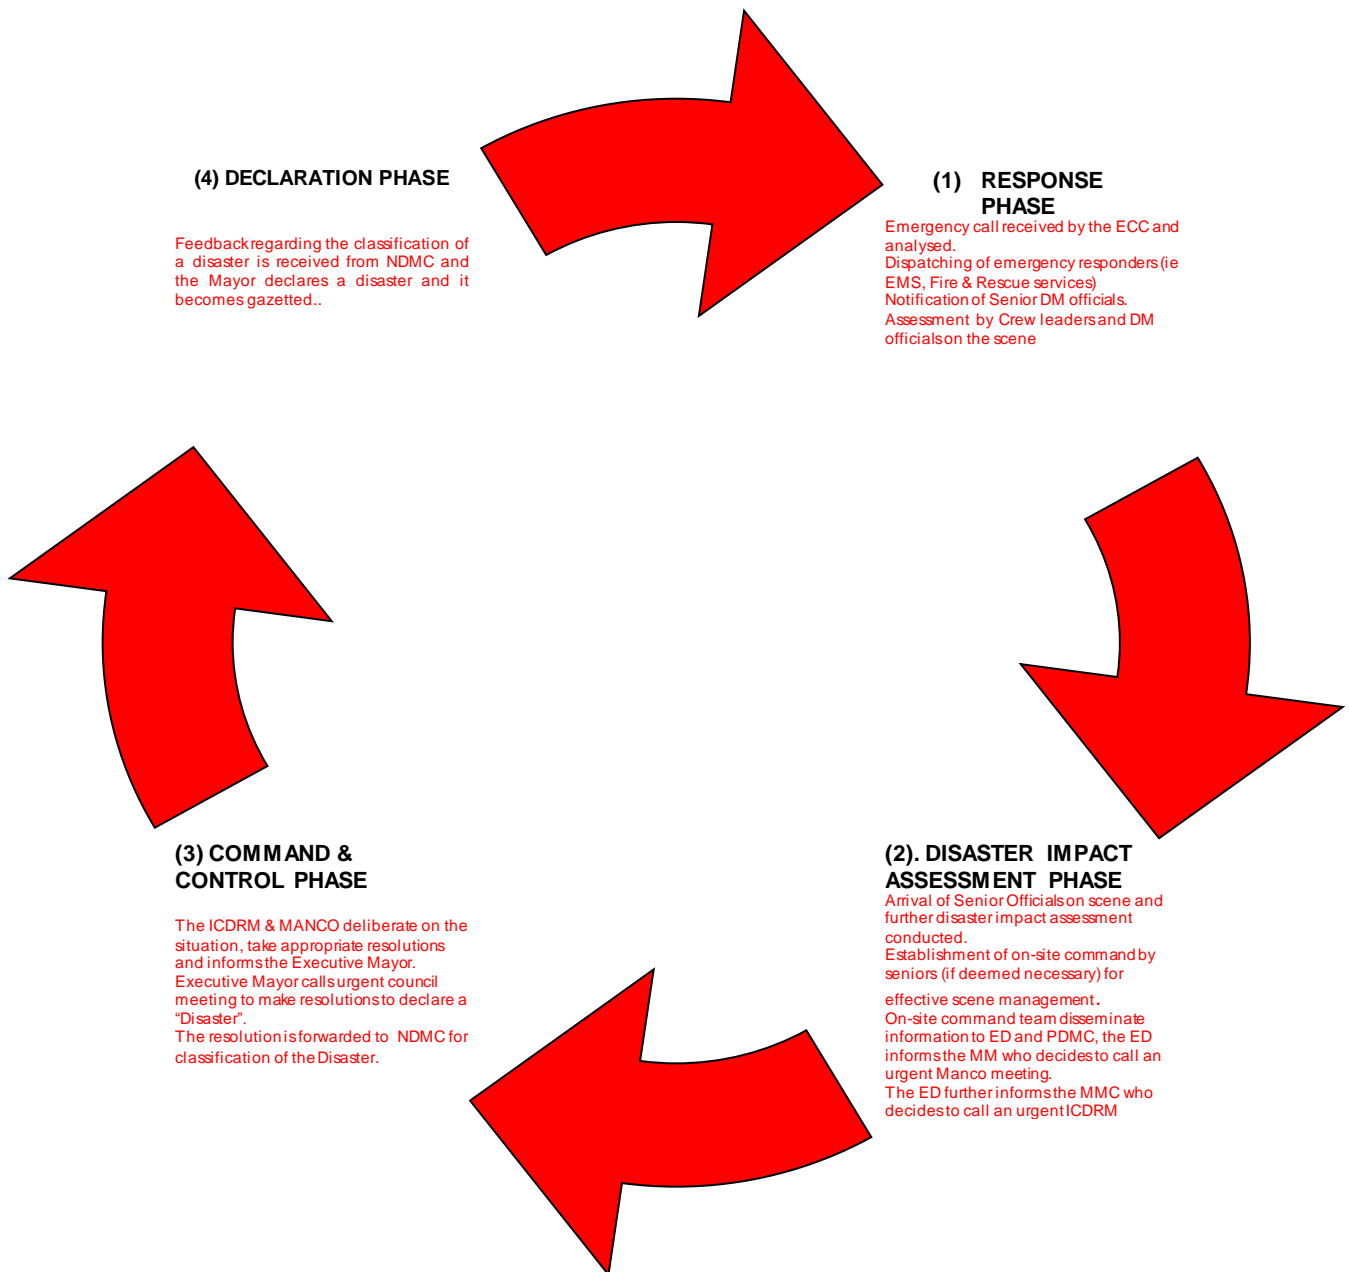 (4) DECLARATION PHASE
Feedback regarding the classification of
a disaster is received from NDMC and
the Mayor declares a disaster and it
becomes gazetted..
(1) RESPONSE
PHASE
Emergency call received by the ECC and
analysed.
Dispatching of emergency responders (ie
EMS, Fire & Rescue services)
Notification of Senior DM officials.
Assessment by Crew leaders and DM
officials on the scene
(3) COMMAND &
CONTROL PHASE
The ICDRM & MANCO deliberate on the
situation, take appropriate resolutions
and informs the Executive Mayor.
Executive Mayor calls urgent council
meeting to make resolutions to declare a
“Disaster”.
The resolution is forwarded to NDMC for
classification of the Disaster.
(2). DISASTER IMPACT
ASSESSMENT PHASE
Arrival of Senior Officials on scene and
further disaster impact assessment
conducted.
Establishment of on-site command by
seniors (if deemed necessary) for
effective scene management.
On-site command team disseminate
information to ED and PDMC, the ED
informs the MM who decides to call an
urgent Manco meeting.
The ED further informs the MMC who
decides to call an urgent ICDRM